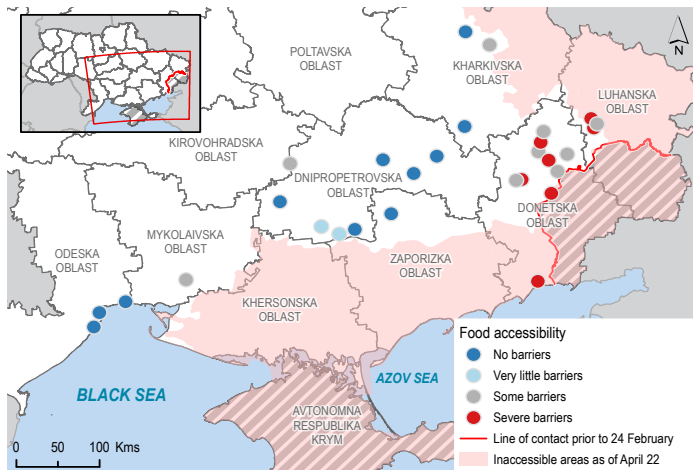 POLTAVSKA
OBLAST
KHARKIVSKA
OBLAST
N
LUHANSKA
OBLAST
KIROVOHRADSKA
OBLAST
DNIPROPETROVSKA
OBLAST
DONETSKA
OBLAST
MYKOLAIVSKA
OBLAST
ODESKA
OBLAST
ZAPORIZKA
OBLAST
KHERSONSKA
OBLAST
BLACK SEA
AZOV SEA
AVTONOMNA
RESPUBLIKA
KRYM
0 50 100 Kms
Food accessibility
No barriers
Very little barriers
Some barriers
Severe barriers
Line of contact prior to 24 February
Inaccessible areas as of April 22